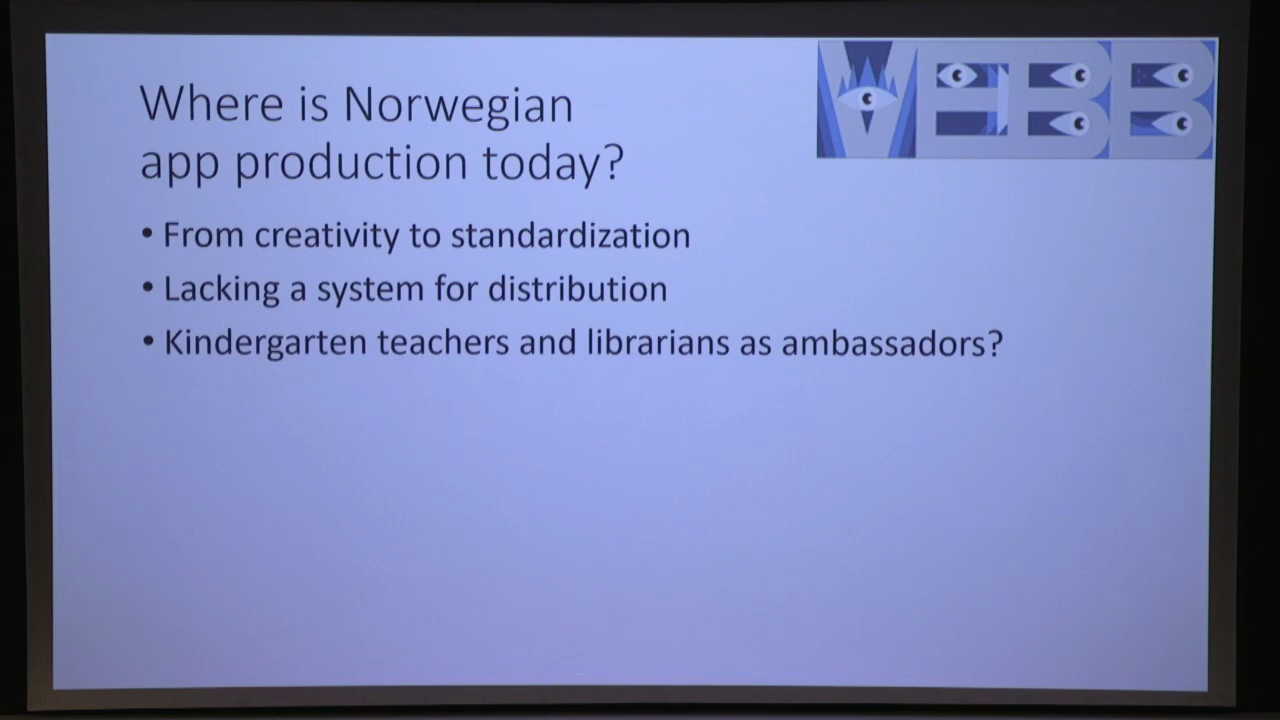 Where is Norwegian
app production today?
WEBB
• From creativity to standardization
• Lacking a system for distribution
• Kindergarten teachers and librarians as ambassadors?